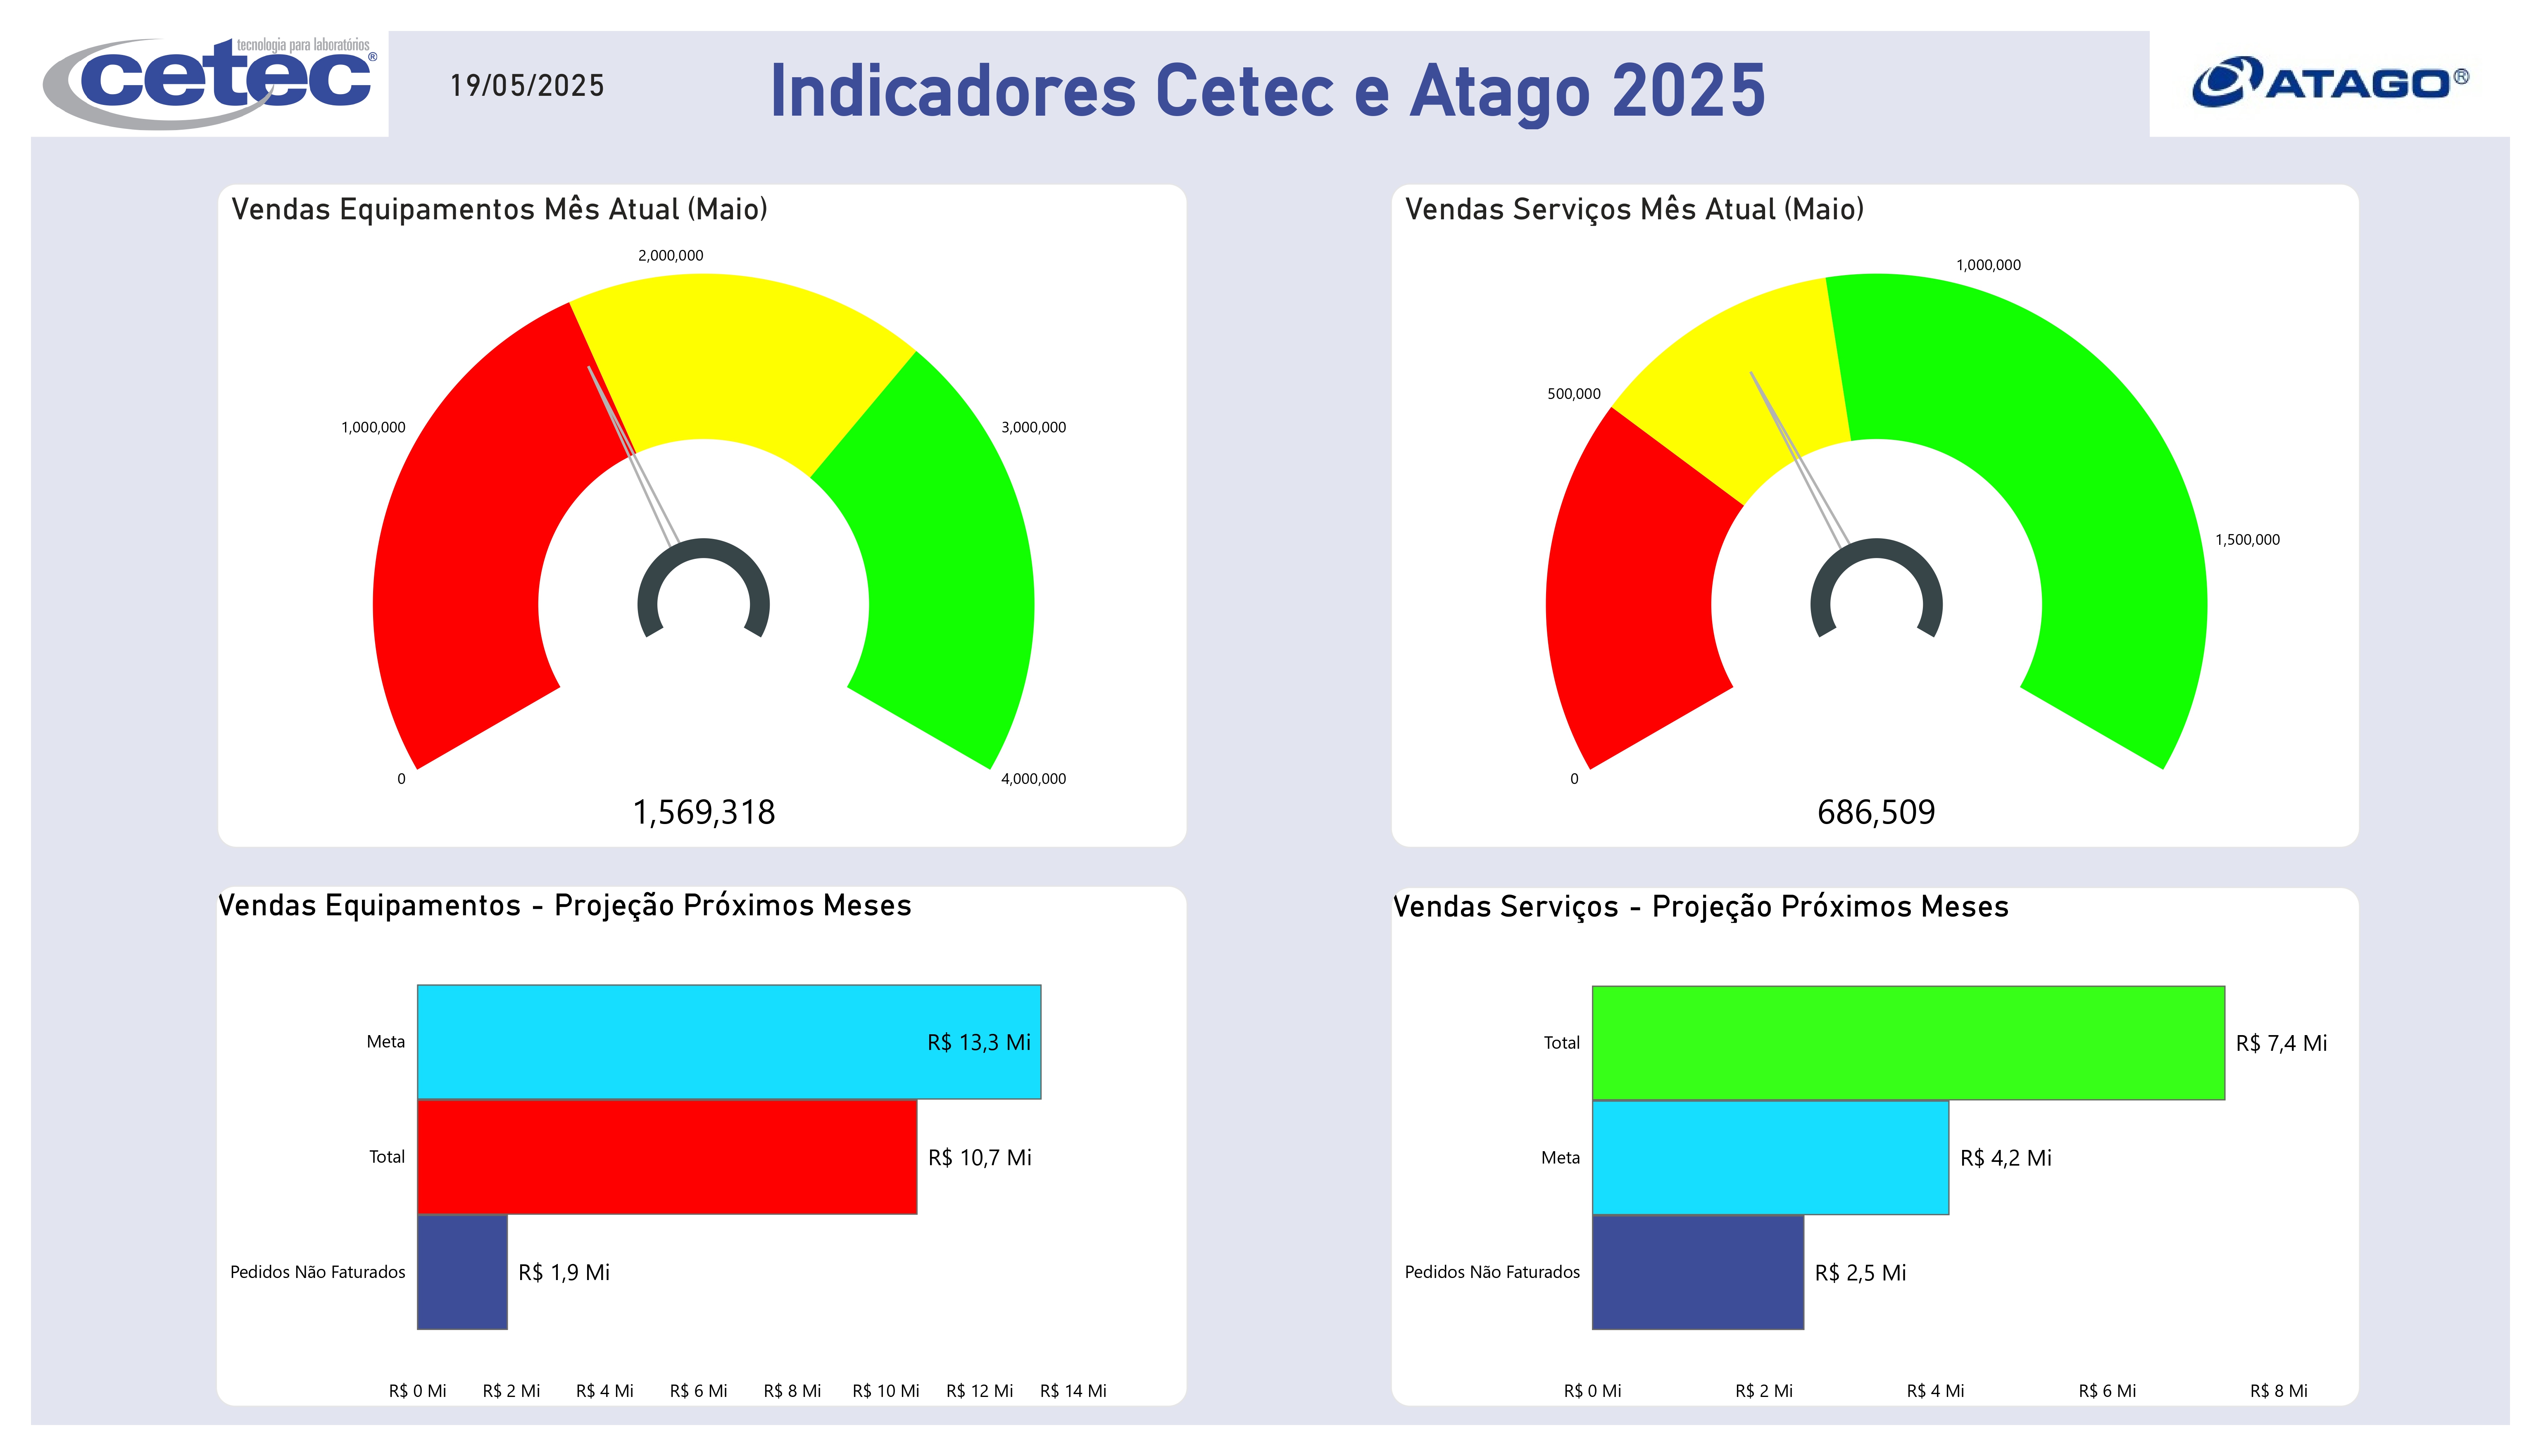 tecnologia para laboratórios
cetec®
19/05/2025
Indicadores Cetec e Atago 2025
ATAGO®
Vendas Equipamentos Mês Atual (Maio)
2,000,000
1,000,000
3,000,000
0
4,000,000
1,569,318
Vendas Serviços Mês Atual (Maio)
1,000,000
500,000
1,500,000
0
686,509
Vendas Equipamentos - Projeção Próximos Meses
Meta
R$ 13,3 Mi
Total
R$ 10,7 Mi
Pedidos Não Faturados
R$ 1,9 Mi
R$ 0 Mi R$ 2 Mi R$ 4 Mi R$ 6 Mi R$ 8 Mi R$ 10 Mi R$ 12 Mi R$ 14 Mi
Vendas Serviços - Projeção Próximos Meses
Total
R$ 7,4 Mi
Meta
R$ 4,2 Mi
Pedidos Não Faturados
R$ 2,5 Mi
R$ 0 Mi R$ 2 Mi R$ 4 Mi R$ 6 Mi R$ 8 Mi